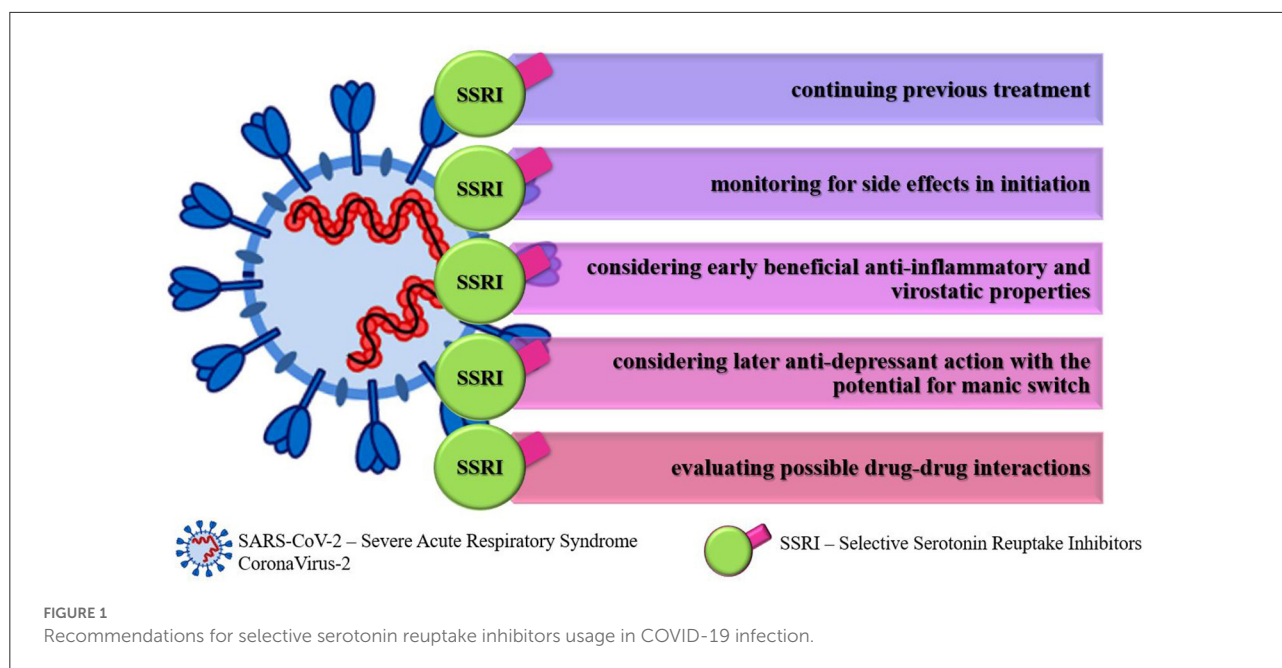 SSRI
continuing previous treatment
SSRI
monitoring for side effects in initiation
SSRI
considering early beneficial anti-inflammatory and
virostatic properties
SSRI
considering later anti-depressant action with the
potential for manic switch
SSRI
evaluating possible drug-drug interactions
SARS-CoV-2 – Severe Acute Respiratory Syndrome
CoronaVirus-2
SSRI – Selective Serotonin Reuptake Inhibitors
FIGURE 1
Recommendations for selective serotonin reuptake inhibitors usage in COVID-19 infection.